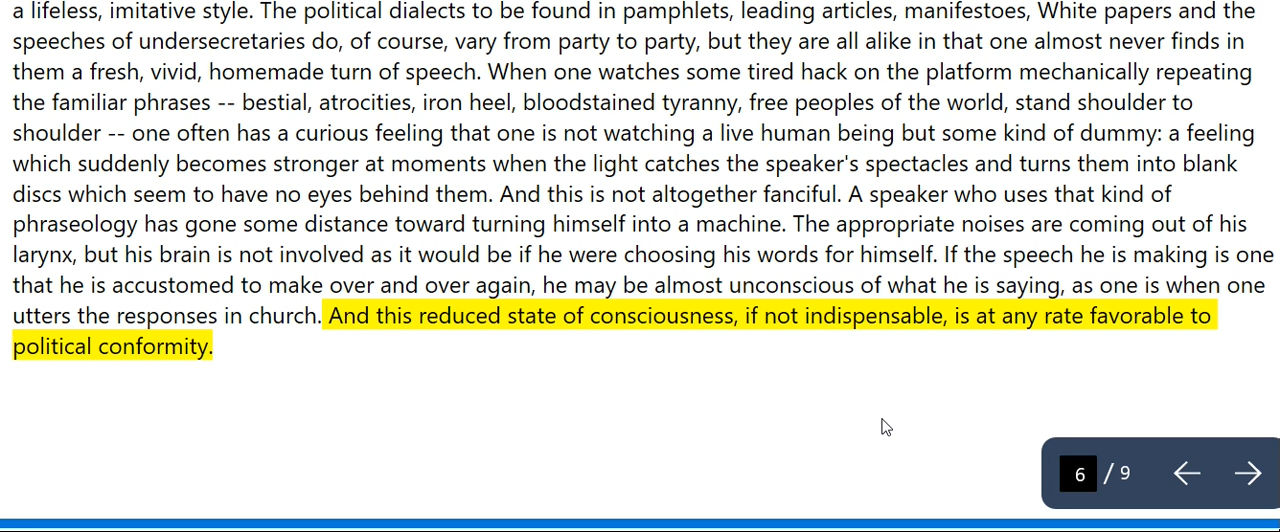 a lifeless, imitative style. The political dialects to be found in pamphlets, leading articles, manifestoes, White papers and the
speeches of undersecretaries do, of course, vary from party to party, but they are all alike in that one almost never finds in
them a fresh, vivid, homemade turn of speech. When one watches some tired hack on the platform mechanically repeating
the familiar phrases -- bestial, atrocities, iron heel, bloodstained tyranny, free peoples of the world, stand shoulder to
shoulder -- one often has a curious feeling that one is not watching a live human being but some kind of dummy: a feeling
which suddenly becomes stronger at moments when the light catches the speaker's spectacles and turns them into blank
discs which seem to have no eyes behind them. And this is not altogether fanciful. A speaker who uses that kind of
phraseology has gone some distance toward turning himself into a machine. The appropriate noises are coming out of his
larynx, but his brain is not involved as it would be if he were choosing his words for himself. If the speech he is making is one
that he is accustomed to make over and over again, he may be almost unconscious of what he is saying, as one is when one
utters the responses in church. And this reduced state of consciousness, if not indispensable, is at any rate favorable to
political conformity.
6 / 9